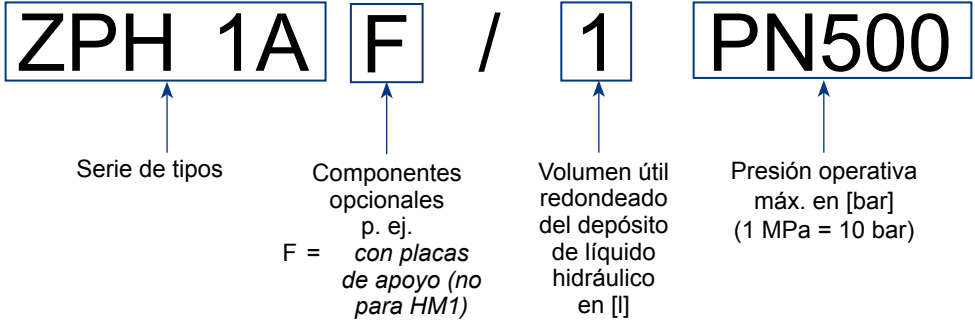 ZPH 1A F / 1 PN500
Serie de tipos
Componentes
opcionales
p. ej.
F = con placas
de apoyo (no
para HM1)
Volumen útil
redondeado
del depósito
de líquido
hidráulico
en [l]
Presión operativa
máx. en [bar]
(1 MPa = 10 bar)